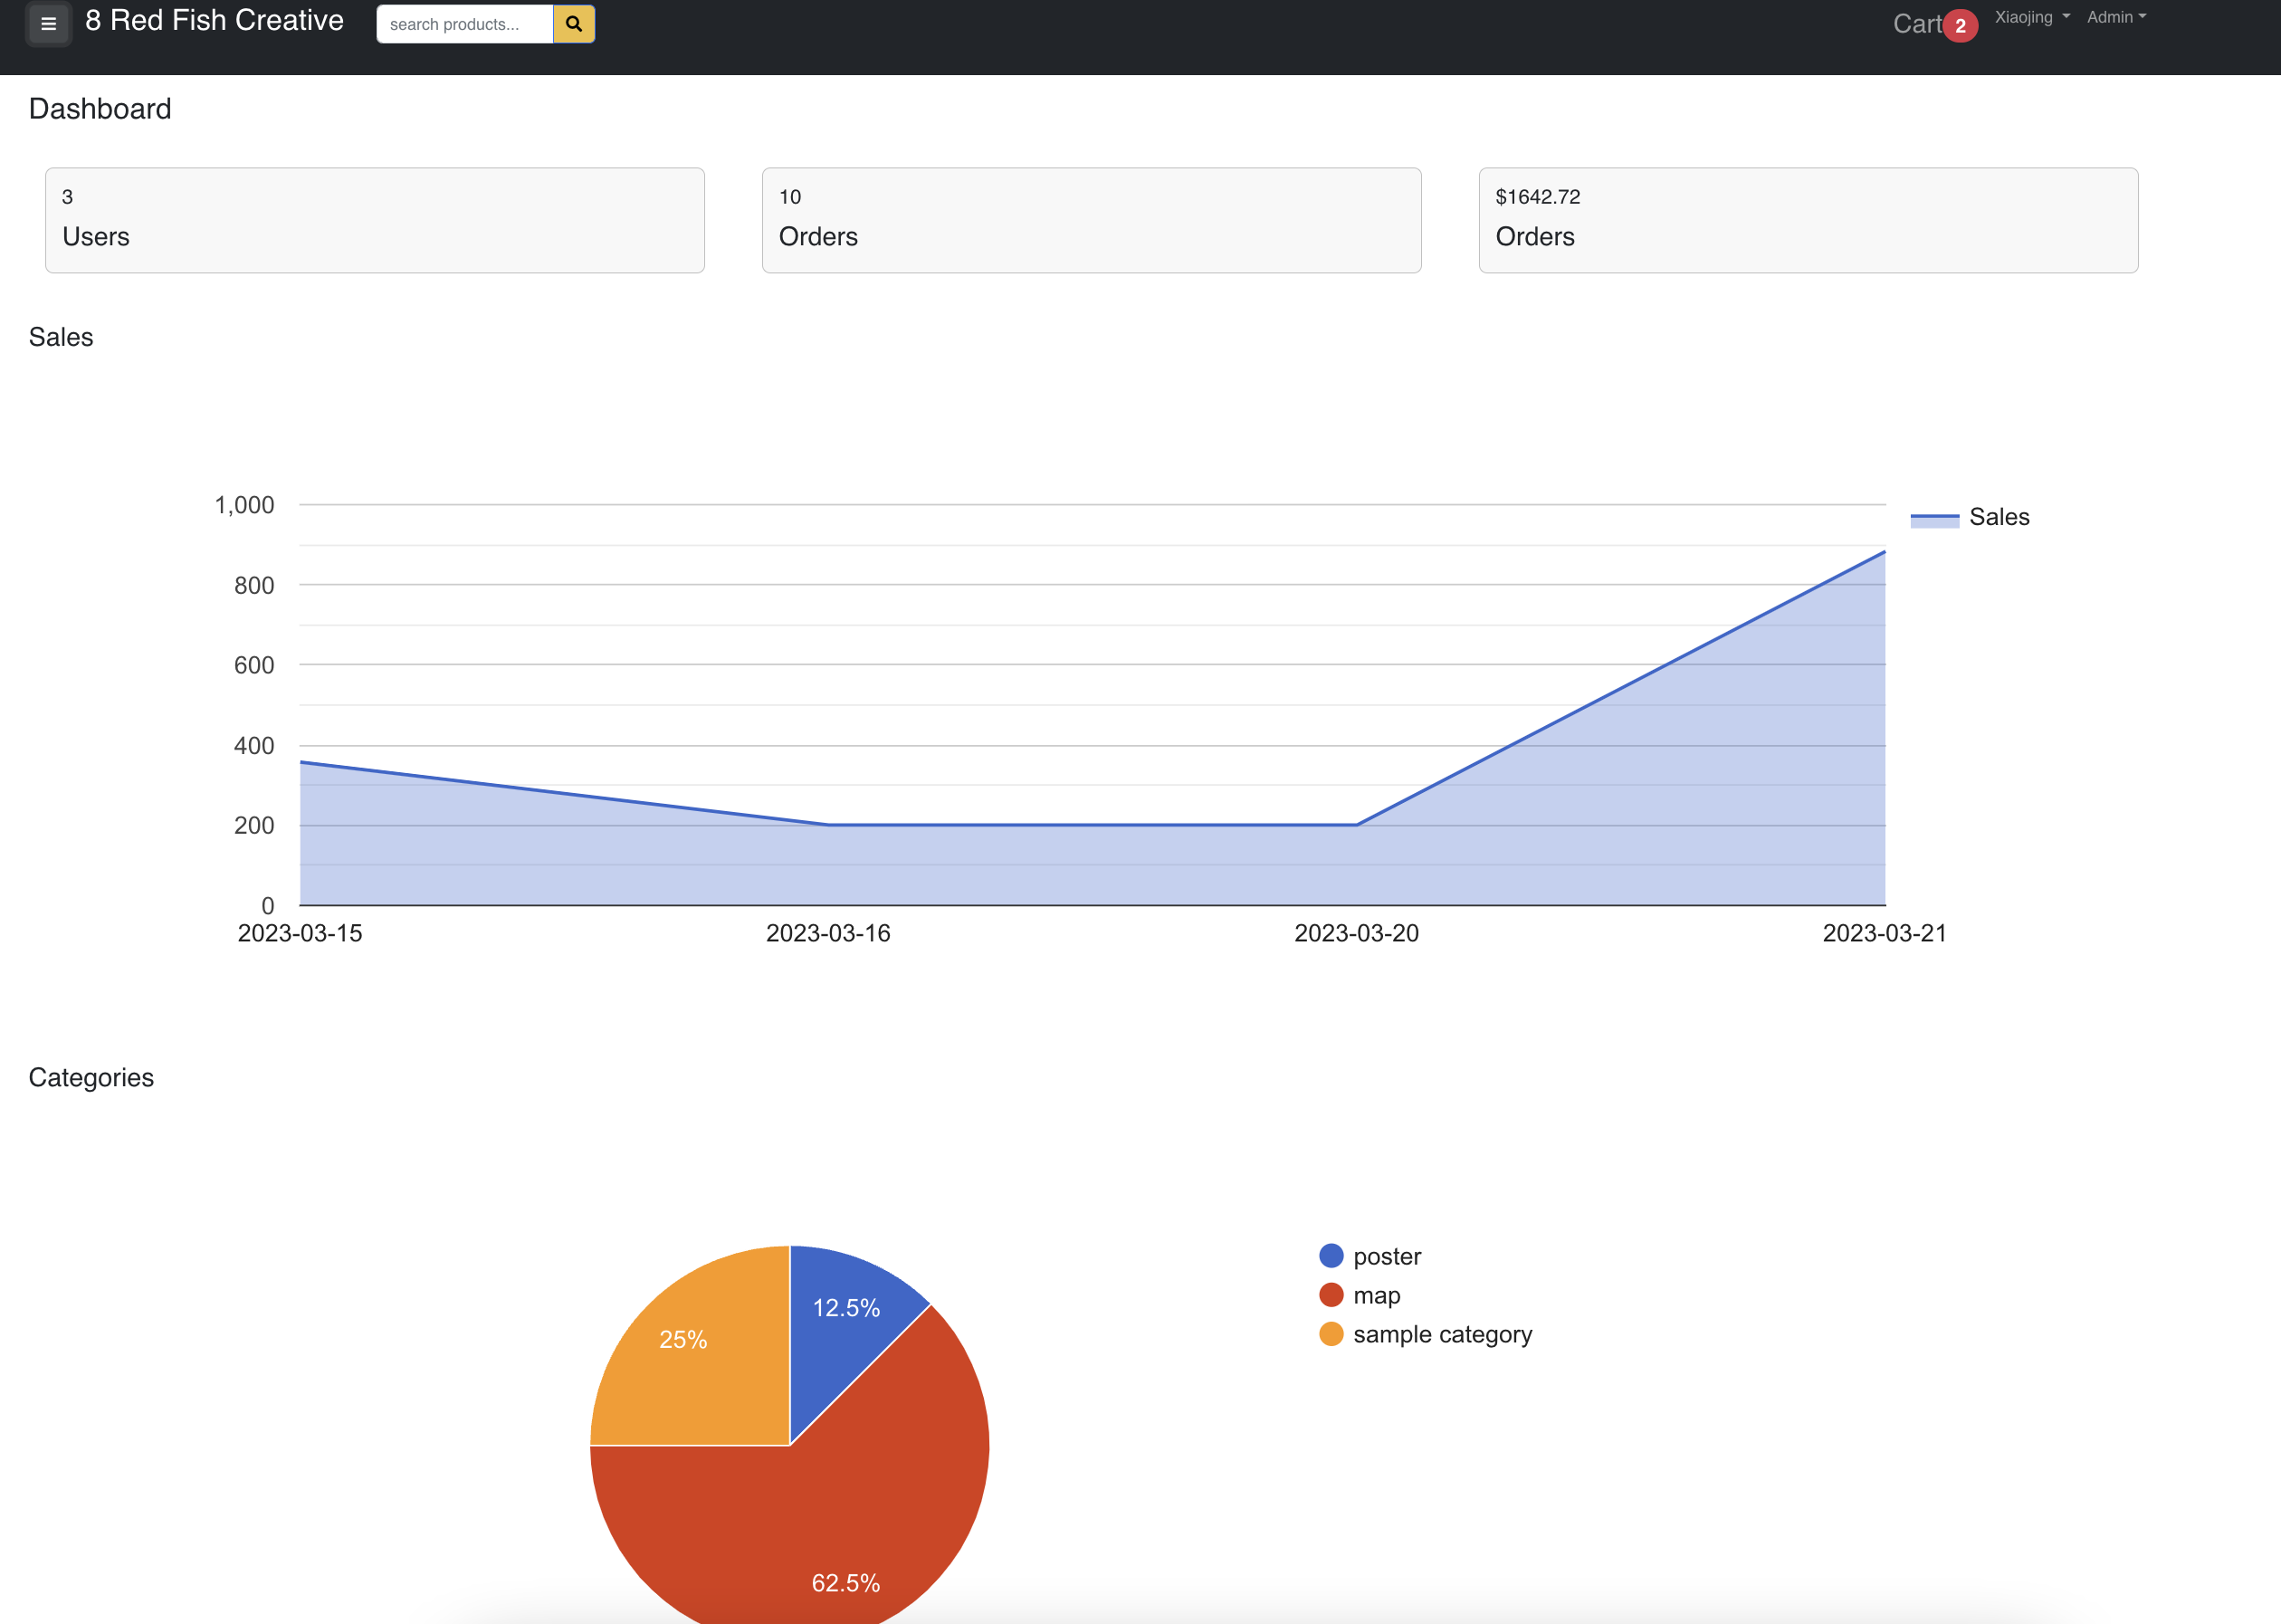 8 Red Fish Creative search products... Cart 2 Xiaojing Admin
Dashboard
3 10 $1642.72
Users Orders Orders
Sales
1,000 Sales
800
600
400
200
0
2023-03-15 2023-03-16 2023-03-20 2023-03-21
Categories
poster
map
sample category
12.5%
25%
62.5%